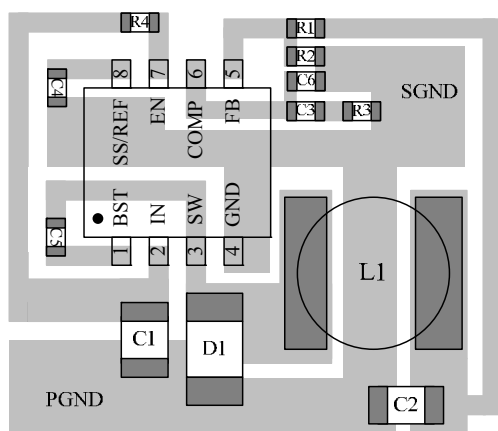 R4
R1
R2
C6
C3
R3
SGND
C4
8
7
6
5
SS/REF
EN
COMP
FB
BST
IN
SW
GND
1
2
3
4
C5
L1
C1
D1
PGND
C2